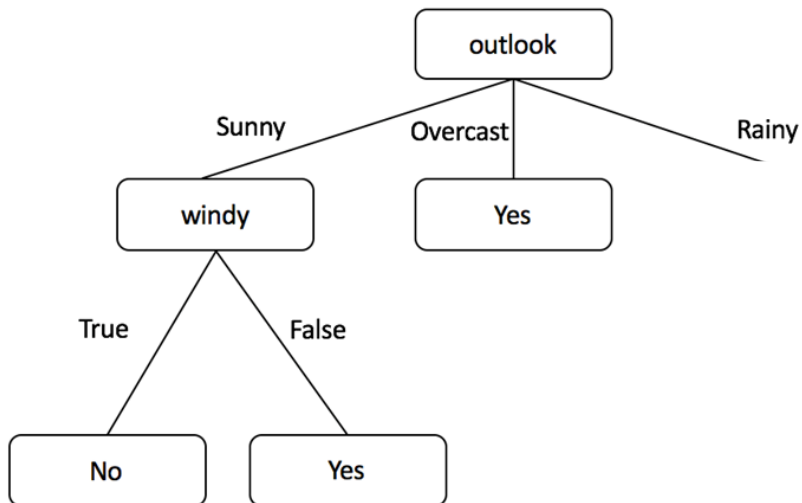 outlook
Sunny
Overcast
Rainy
windy
Yes
True
False
No
Yes